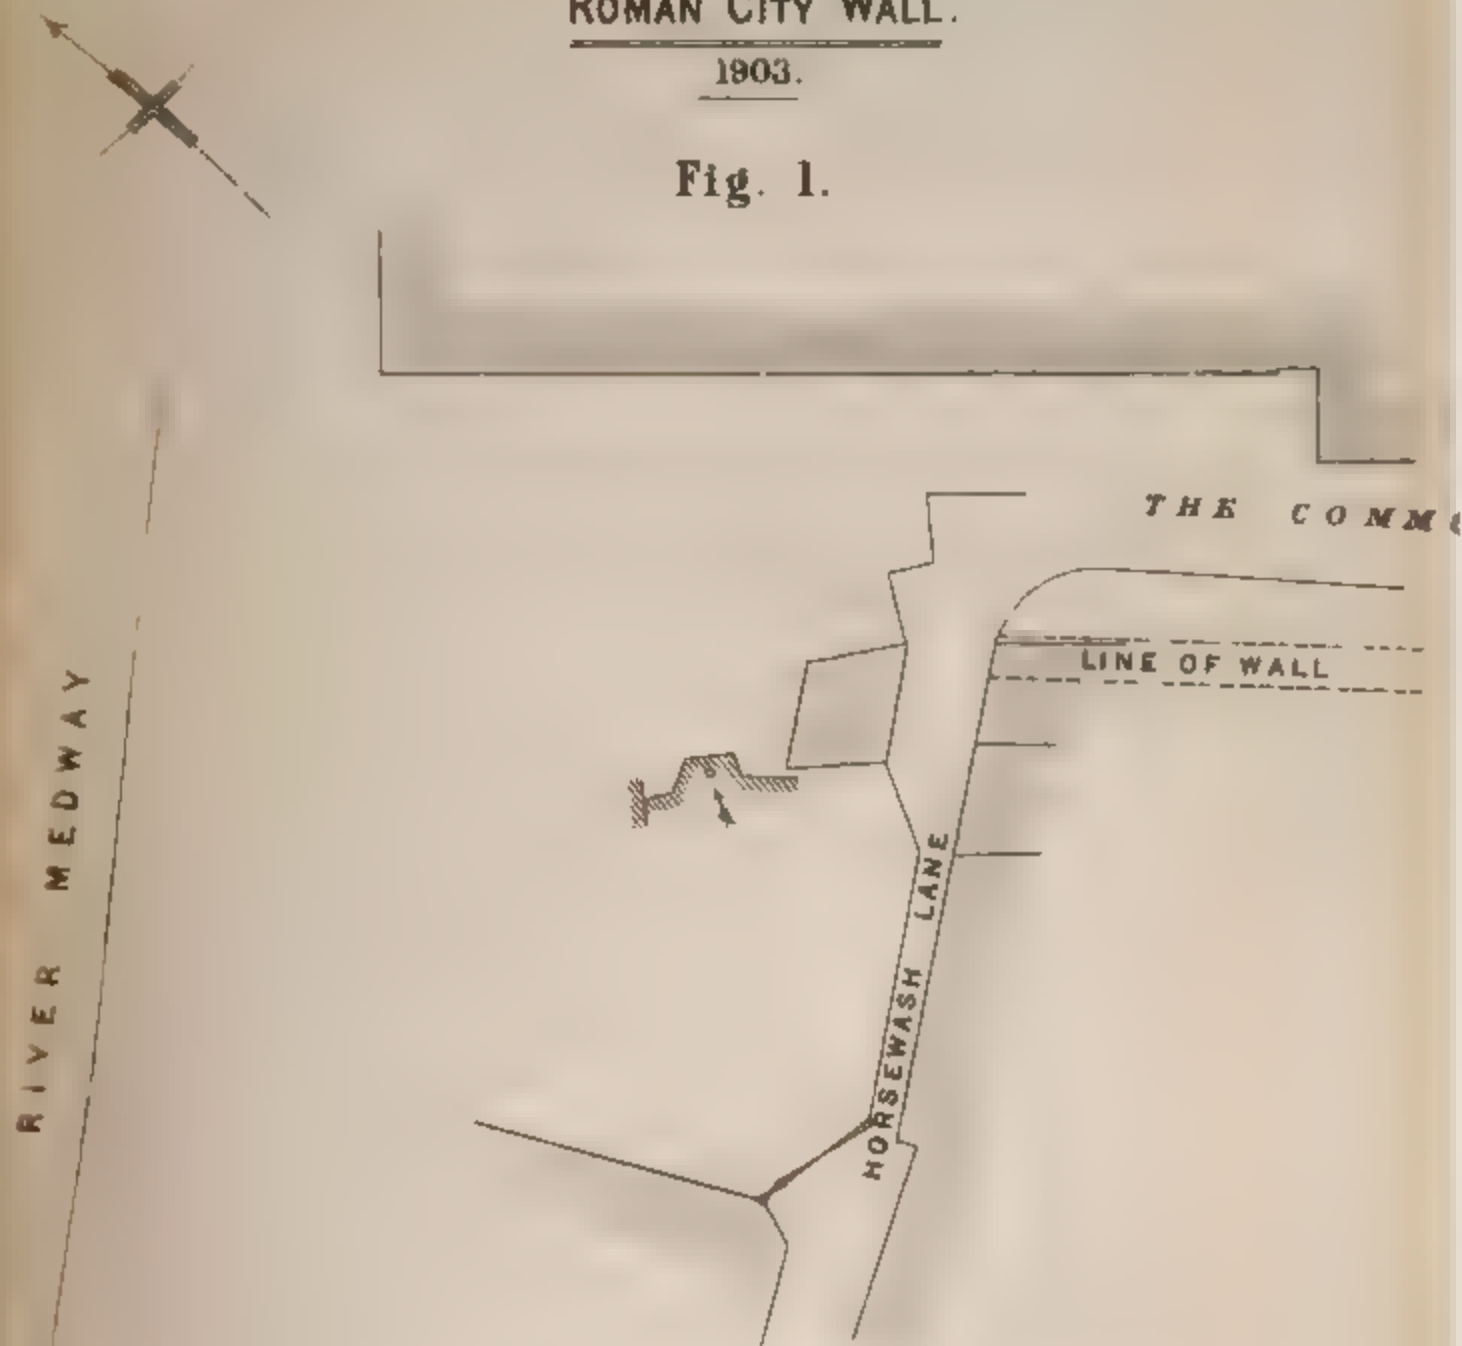 ROMAN CITY WALL.
1903.
Fig. 1.
THE
LINE OF WALL
RIVER MEDWAY
HORSEWASH LANE